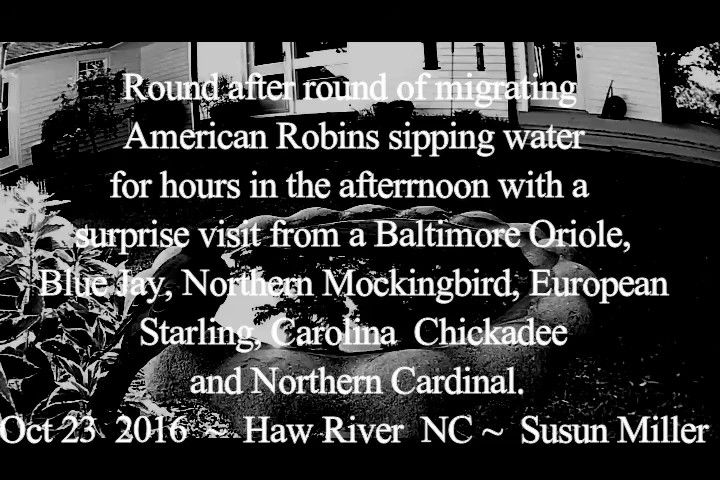 Round after round of migrating
American Robins sipping water
for hours in the afterrnoon with a
surprise visit from a Baltimore Oriole,
Blue Jay, Northern Mockingbird, European
Starling, Carolina Chickadee
and Northern Cardinal.
Oct 23 2016 ~ Haw River NC ~ Susun Miller